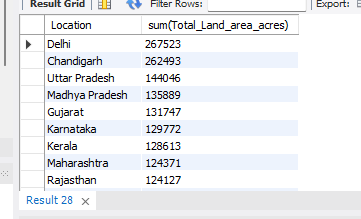 Result Grid Filter Rows: Export:
Location sum(Total_Land_area_acres)
Delhi 267523
Chandigarh 262493
Uttar Pradesh 144046
Madhya Pradesh 135889
Gujarat 131747
Karnataka 129772
Kerala 128613
Maharashtra 124371
Rajasthan 124127
Result 28 ×